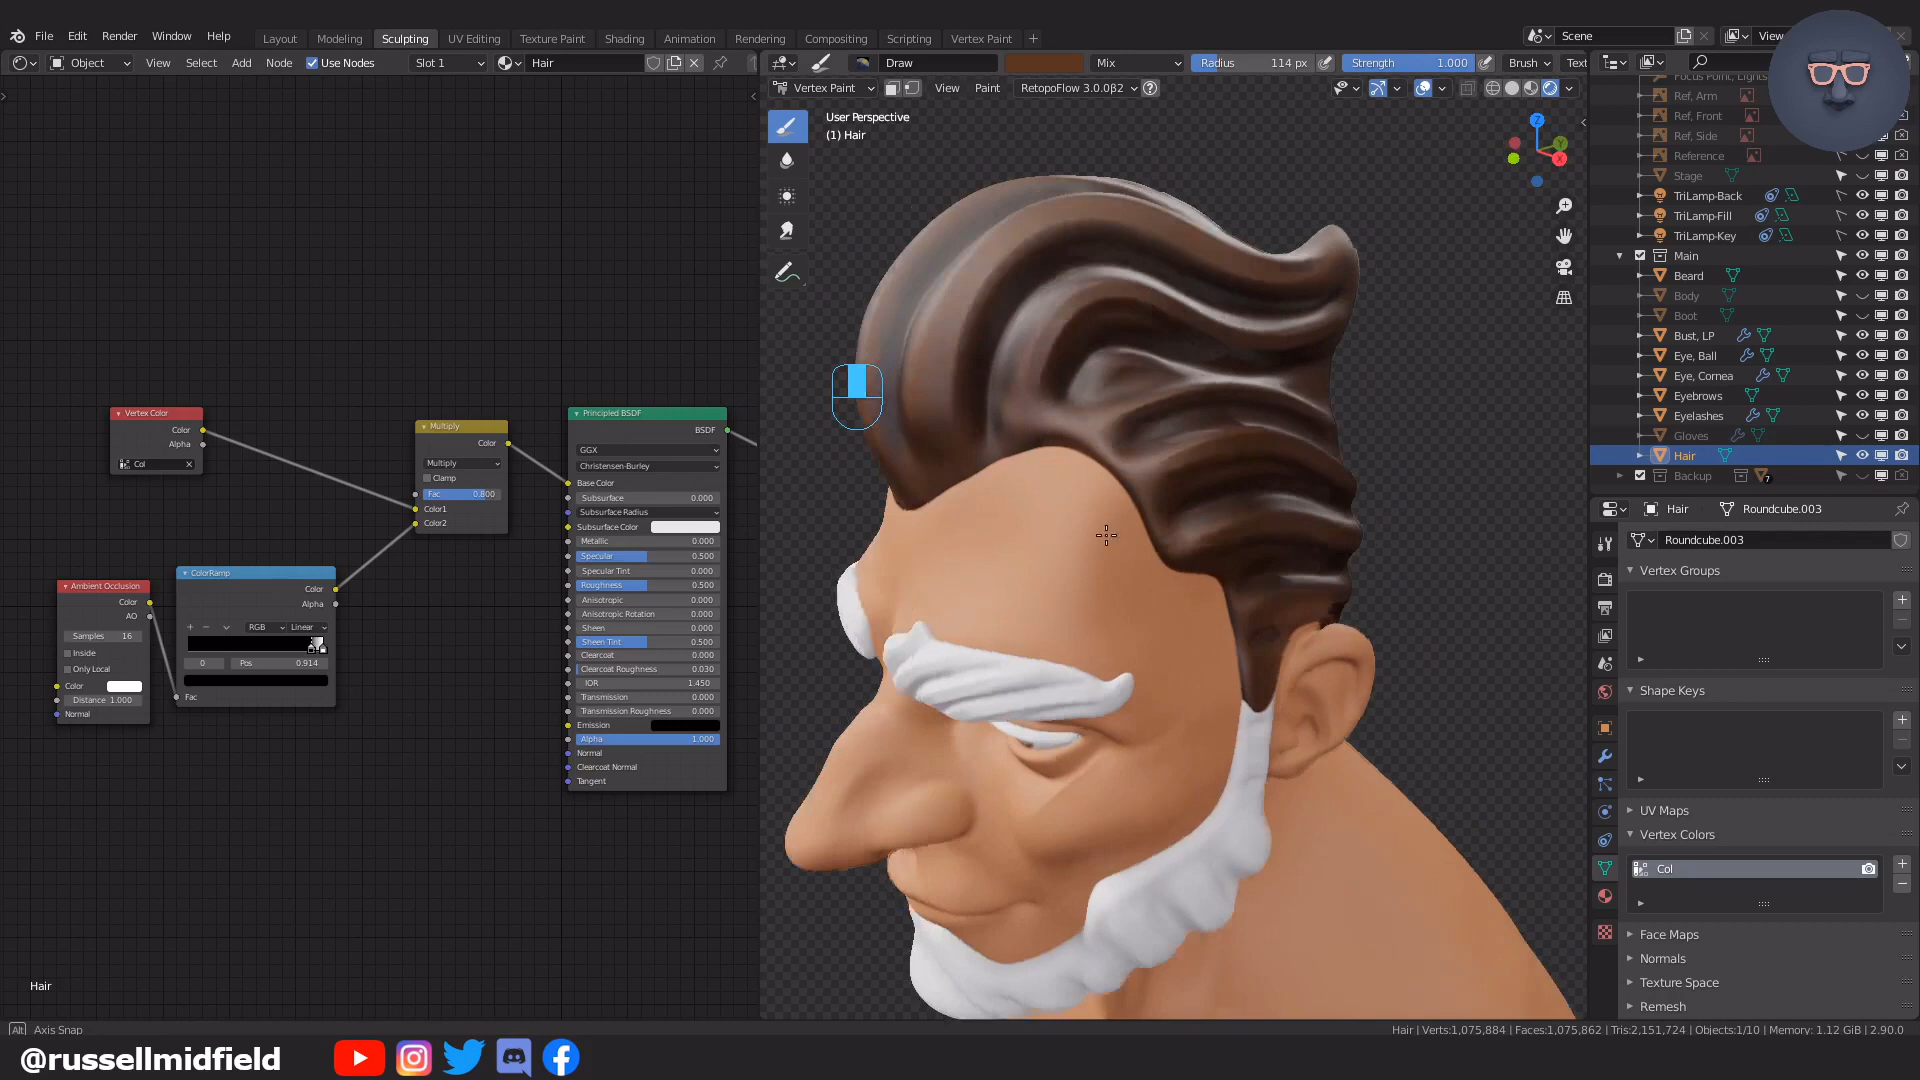 File Edit Render Window Help Layout Modeling Sculpting UV Editing Texture Paint Shading Animation Rendering Compositing Scripting Vertex Paint + Scene View
Object View Select Add Node Use Nodes Slot 1 Hair Draw Mix Radius 114 px Strength 1.000 Brush Text
Vertex Paint View Paint RetopoFlow 3.0.0β2
User Perspective
(1) Hair
Focus Point, Lights
Ref, Arm
Ref, Front
Ref, Side
Reference
Stage
TriLamp-Back
TriLamp-Fill
TriLamp-Key
Main
Beard
Body
Boot
Bust, LP
Eye, Ball
Eye, Cornea
Eyebrows
Eyelashes
Gloves
Hair
Backup 7
Vertex Color
Color
Alpha
Col
Ambient Occlusion
Color
AO
Samples 16
Inside
Only Local
Color
Distance 1.000
Normal
ColorRamp
Color
Alpha
RGB Linear
0 Pos 0.914
Fac
Multiply
Color
Multiply
Clamp
Fac 0.800
Color1
Color2
Principled BSDF
BSDF
GGX
Christensen-Burley
Base Color
Subsurface 0.000
Subsurface Radius
Subsurface Color
Metallic 0.000
Specular 0.500
Specular Tint 0.000
Roughness 0.500
Anisotropic 0.000
Anisotropic Rotation 0.000
Sheen 0.000
Sheen Tint 0.500
Clearcoat 0.000
Clearcoat Roughness 0.030
IOR 1.450
Transmission 0.000
Transmission Roughness 0.000
Emission
Alpha 1.000
Normal
Clearcoat Normal
Tangent
Z
Y
X
Hair Roundcube.003
Roundcube.003
Vertex Groups
Shape Keys
UV Maps
Vertex Colors
Col
Face Maps
Normals
Texture Space
Remesh
Hair
Alt Axis Snap
Hair | Verts:1,075,884 | Faces:1,075,862 | Tris:2,151,724 | Objects:1/10 | Memory: 1.12 GiB | 2.90.0
@russellmidfield